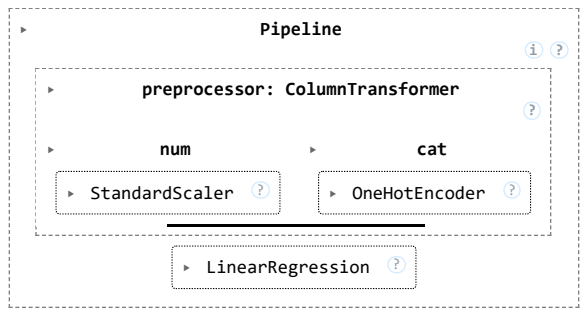 Pipeline
i ?
preprocessor: ColumnTransformer
?
num cat
StandardScaler ? OneHotEncoder ?
LinearRegression ?